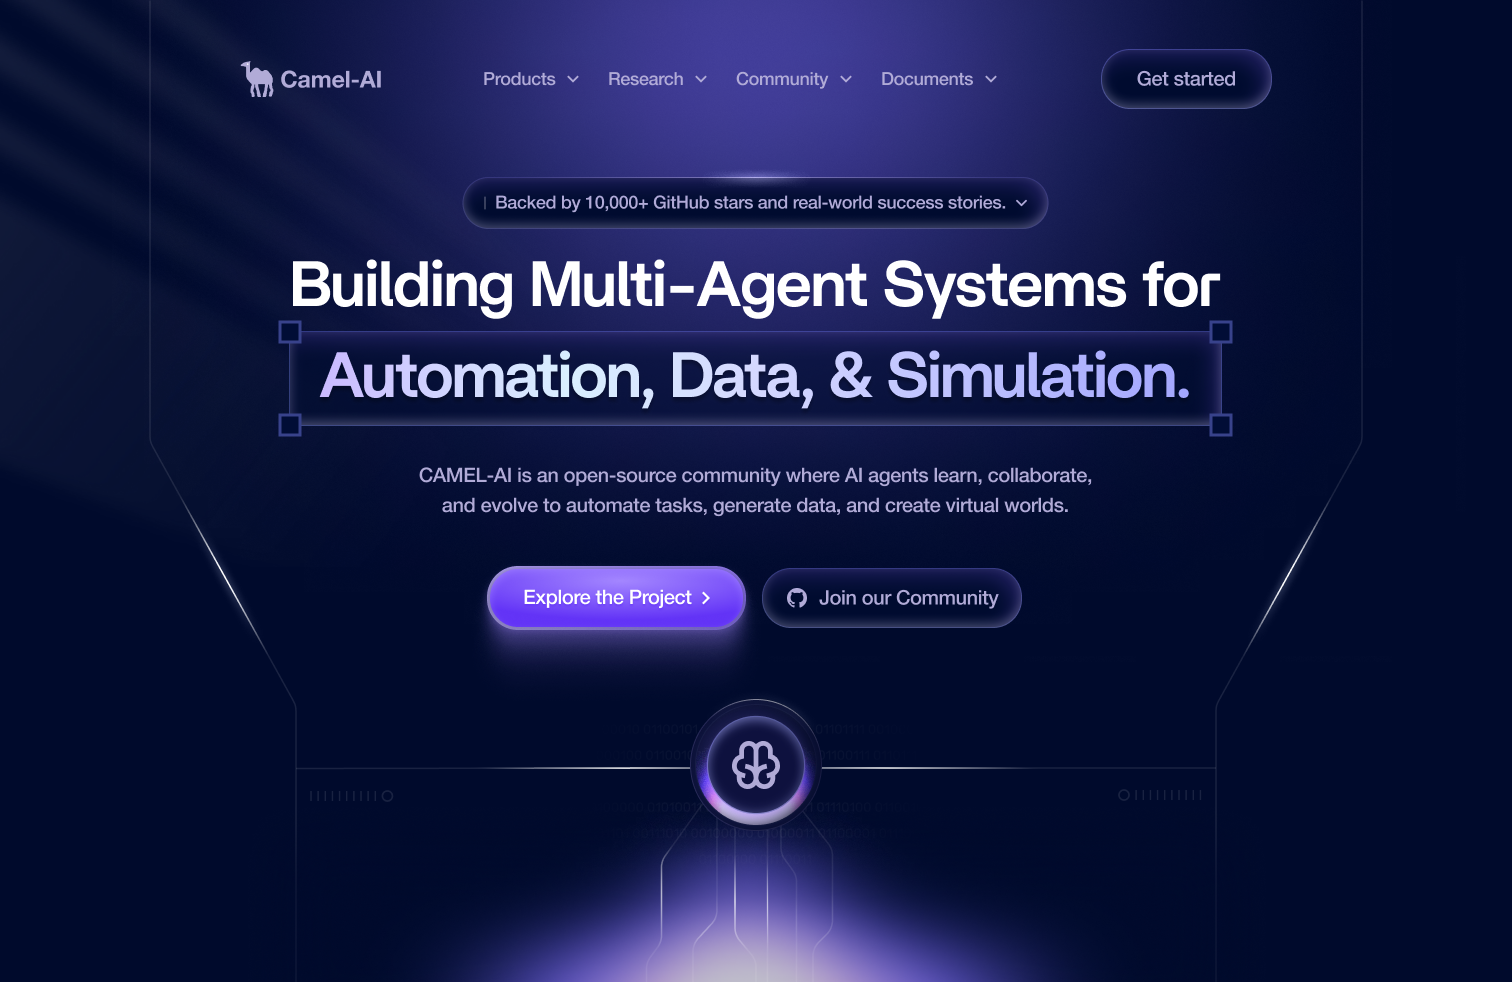 Camel-AI
Products
Research
Community
Documents
Get started
Backed by 10,000+ GitHub stars and real-world success stories.
Building Multi-Agent Systems for
Automation, Data, & Simulation.
CAMEL-AI is an open-source community where AI agents learn, collaborate,
and evolve to automate tasks, generate data, and create virtual worlds.
Explore the Project
Join our Community